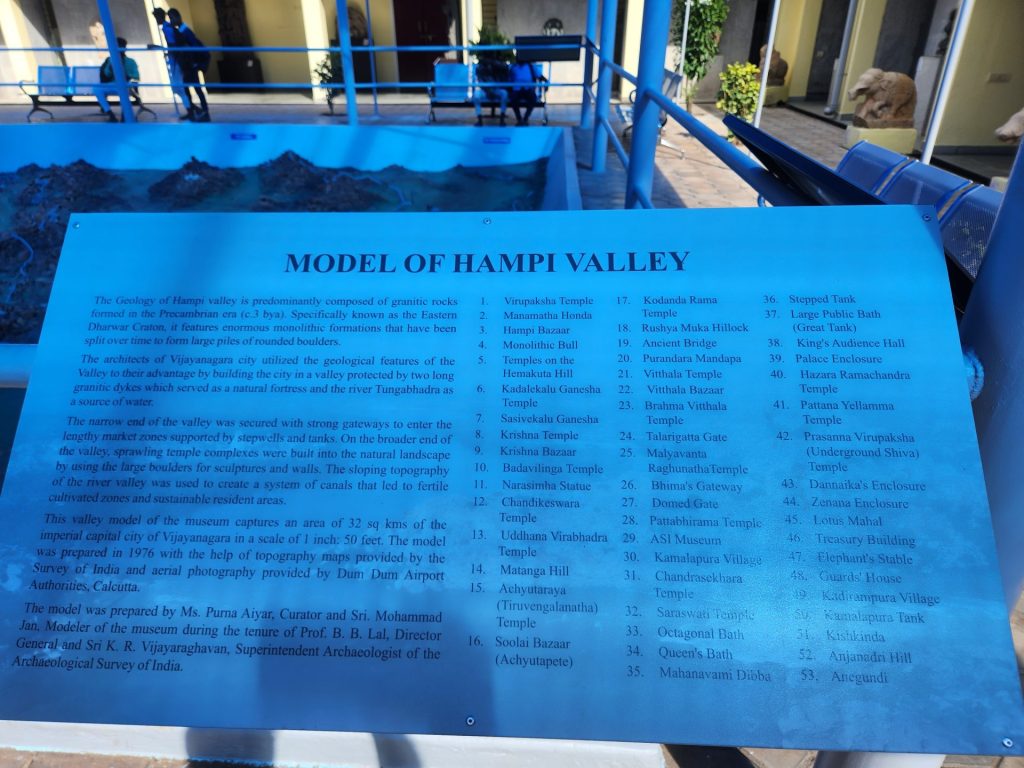 MODEL OF HAMPI VALLEY
The Geology of Hampi valley is predominantly composed of granitic rocks
formed in the Precambrian era (c.3 bya). Specifically known as the Eastern
Dharwar Craton, it features enormous monolithic formations that have been
split over time to form large piles of rounded boulders.
The architects of Vijayanagara city utilized the geological features of the
Valley to their advantage by building the city in a valley protected by two long
granitic dykes which served as a natural fortress and the river Tungabhadra as
a source of water.
The narrow end of the valley was secured with strong gateways to enter the
lengthy market zones supported by stepwells and tanks. On the broader end of
the valley, sprawling temple complexes were built into the natural landscape
by using the large boulders for sculptures and walls. The sloping topography
of the river valley was used to create a system of canals that led to fertile
cultivated zones and sustainable resident areas.
This valley model of the museum captures an area of 32 sq kms of the
imperial capital city of Vijayanagara in a scale of 1 inch: 50 feet. The model
was prepared in 1976 with the help of topography maps provided by the
Survey of India and aerial photography provided by Dum Dum Airport
Authorities, Calcutta.
The model was prepared by Ms. Purna Aiyar, Curator and Sri. Mohammad
Jan, Modeler of the museum during the tenure of Prof. B. B. Lal, Director
General and Sri K. R. Vijayaraghavan, Superintendent Archaeologist of the
Archaeological Survey of India.
1. Virupaksha Temple
2. Manamatha Honda
3. Hampi Bazaar
4. Monolithic Bull
5. Temples on the
Hemakuta Hill
6. Kadalekalu Ganesha
Temple
7. Sasivekalu Ganesha
8. Krishna Temple
9. Krishna Bazaar
10. Badavilinga Temple
11. Narasimha Statue
12. Chandikeswara
Temple
13. Uddhana Virabhadra
Temple
14. Matanga Hill
15. Achyutaraya
(Tiruvengalanatha)
Temple
16. Soolai Bazaar
(Achyutapete)
17. Kodanda Rama
Temple
18. Rushya Muka Hillock
19. Ancient Bridge
20. Purandara Mandapa
21. Vitthala Temple
22. Vitthala Bazaar
23. Brahma Vitthala
Temple
24. Talarigatta Gate
25. Malyavanta
RaghunathaTemple
26. Bhima's Gateway
27. Domed Gate
28. Pattabhirama Temple
29. ASI Museum
30. Kamalapura Village
31. Chandrasekhara
Temple
32. Saraswati Temple
33. Octagonal Bath
34. Queen's Bath
35. Mahanavami Dibba
36. Stepped Tank
37. Large Public Bath
(Great Tank)
38. King's Audience Hall
39. Palace Enclosure
40. Hazara Ramachandra
Temple
41. Pattana Yellamma
Temple
42. Prasanna Virupaksha
(Underground Shiva)
Temple
43. Dannaika's Enclosure
44. Zenana Enclosure
45. Lotus Mahal
46. Treasury Building
47. Elephant's Stable
48. Guards' House
49. Kadirampura Village
50. Kamalapura Tank
51. Kishkinda
52. Anjanadri Hill
53. Anegundi